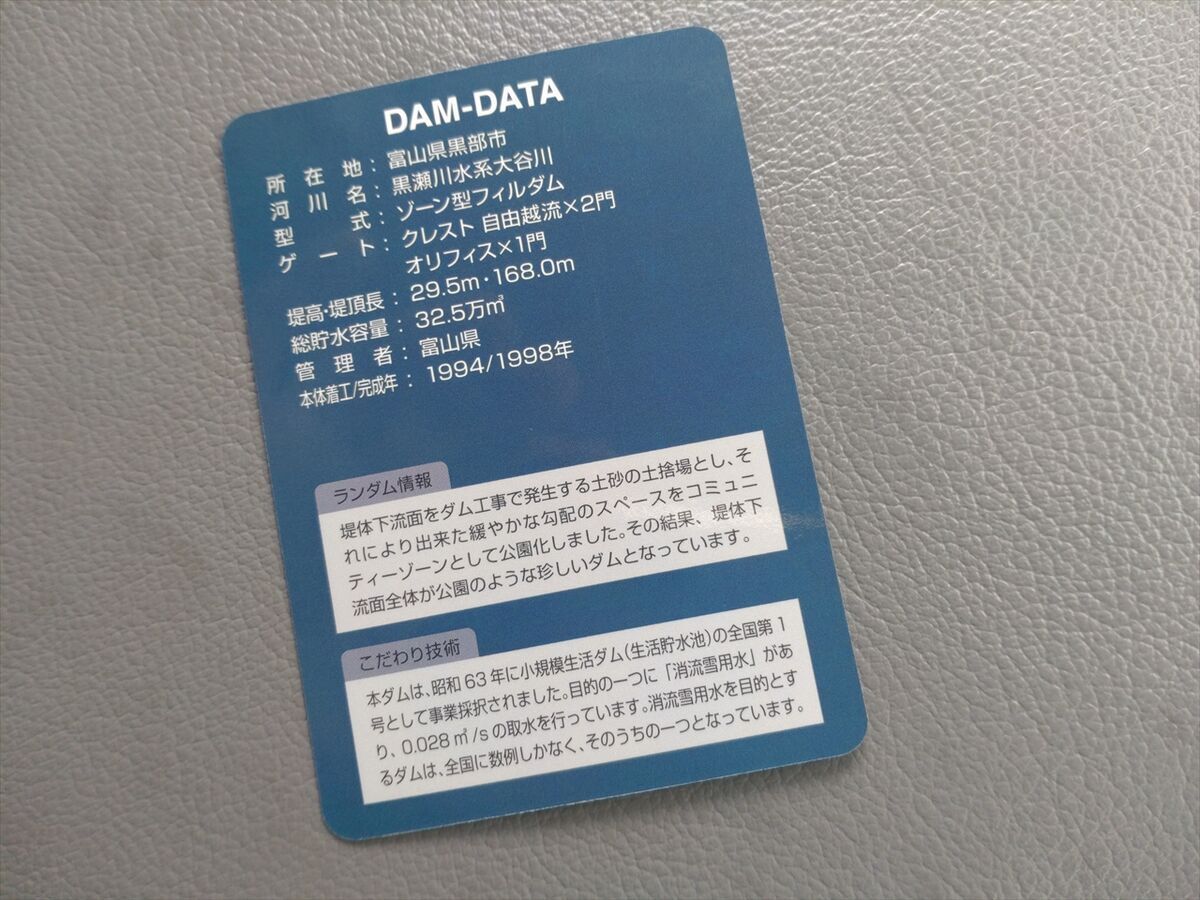 DAM-DATA
所在地：富山県黒部市
河川名：黒瀬川水系大谷川
型式：ゾーン型フィルダム
ゲート：クレスト 自由越流×2門
オリフィス×1門
堤高・堤頂長：29.5m・168.0m
総貯水容量：32.5万㎥
管理者：富山県
本体着工/完成年：1994/1998年
ランダム情報
堤体下流面をダム工事で発生する土砂の土捨場とし、そ
れにより出来た緩やかな勾配のスペースをコミュニ
ティーゾーンとして公園化しました。その結果、堤体下
流面全体が公園のような珍しいダムとなっています。
こだわり技術
本ダムは、昭和63年に小規模生活ダム(生活貯水池)の全国第1
号として事業採択されました。目的の一つに「消流雪用水」があ
り、0.028㎥/sの取水を行っています。消流雪用水を目的とす
るダムは、全国に数例しかなく、そのうちの一つとなっています。